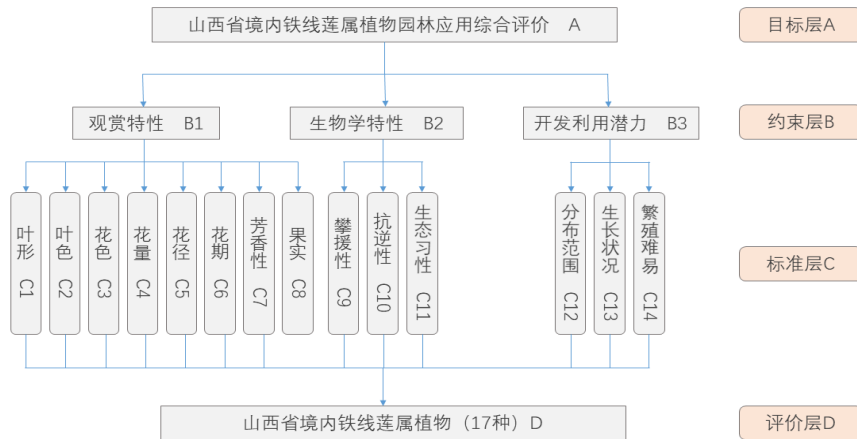 山西省境内铁线莲属植物园林应用综合评价 A
目标层A
观赏特性 B1
生物学特性 B2
开发利用潜力 B3
约束层B
叶形 C1
叶色 C2
花色 C3
花量 C4
花径 C5
花期 C6
芳香性 C7
果实 C8
攀援性 C9
抗逆性 C10
生态习性 C11
分布范围 C12
生长状况 C13
繁殖难易 C14
标准层C
山西省境内铁线莲属植物（17种）D
评价层D